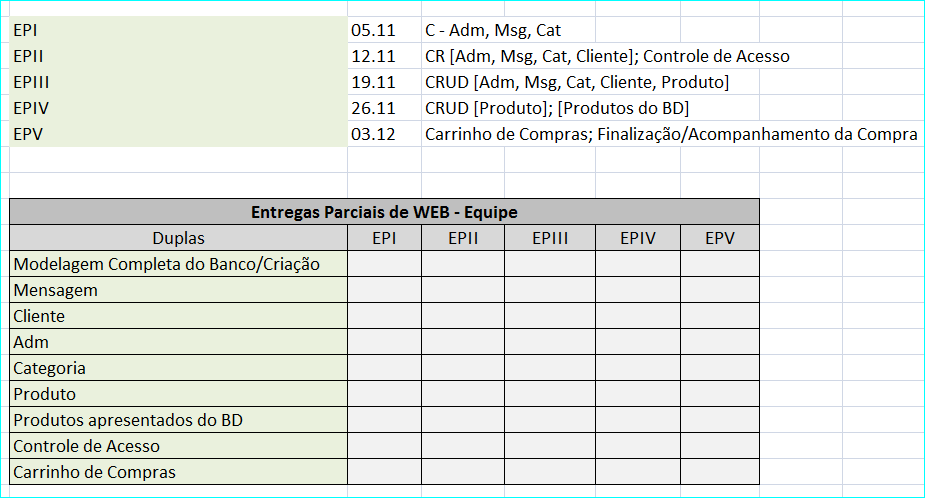 EPI 05.11 C - Adm, Msg, Cat
EPII 12.11 CR [Adm, Msg, Cat, Cliente]; Controle de Acesso
EPIII 19.11 CRUD [Adm, Msg, Cat, Cliente, Produto]
EPIV 26.11 CRUD [Produto]; [Produtos do BD]
EPV 03.12 Carrinho de Compras; Finalização/Acompanhamento da Compra
Entregas Parciais de WEB - Equipe
Duplas EPI EPII EPIII EPIV EPV
Modelagem Completa do Banco/Criação
Mensagem
Cliente
Adm
Categoria
Produto
Produtos apresentados do BD
Controle de Acesso
Carrinho de Compras